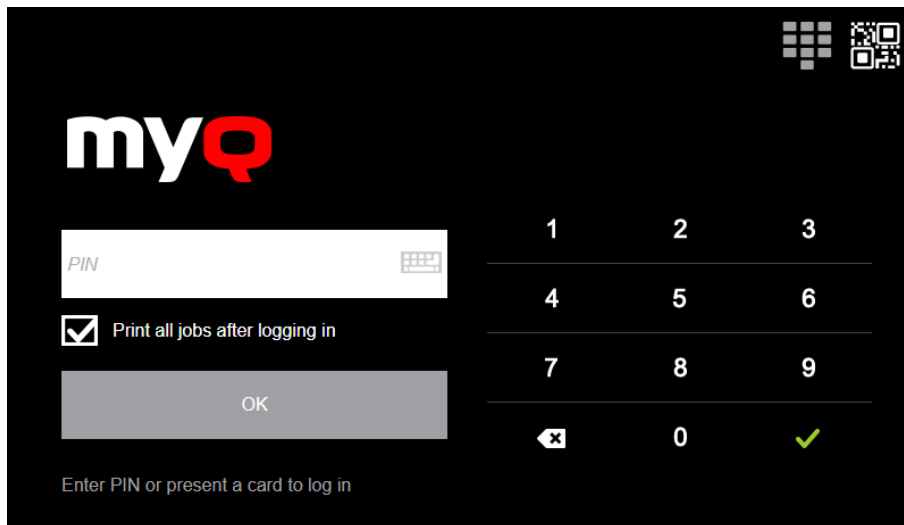 myQ
PIN
Print all jobs after logging in
OK
Enter PIN or present a card to log in
1 2 3
4 5 6
7 8 9
0